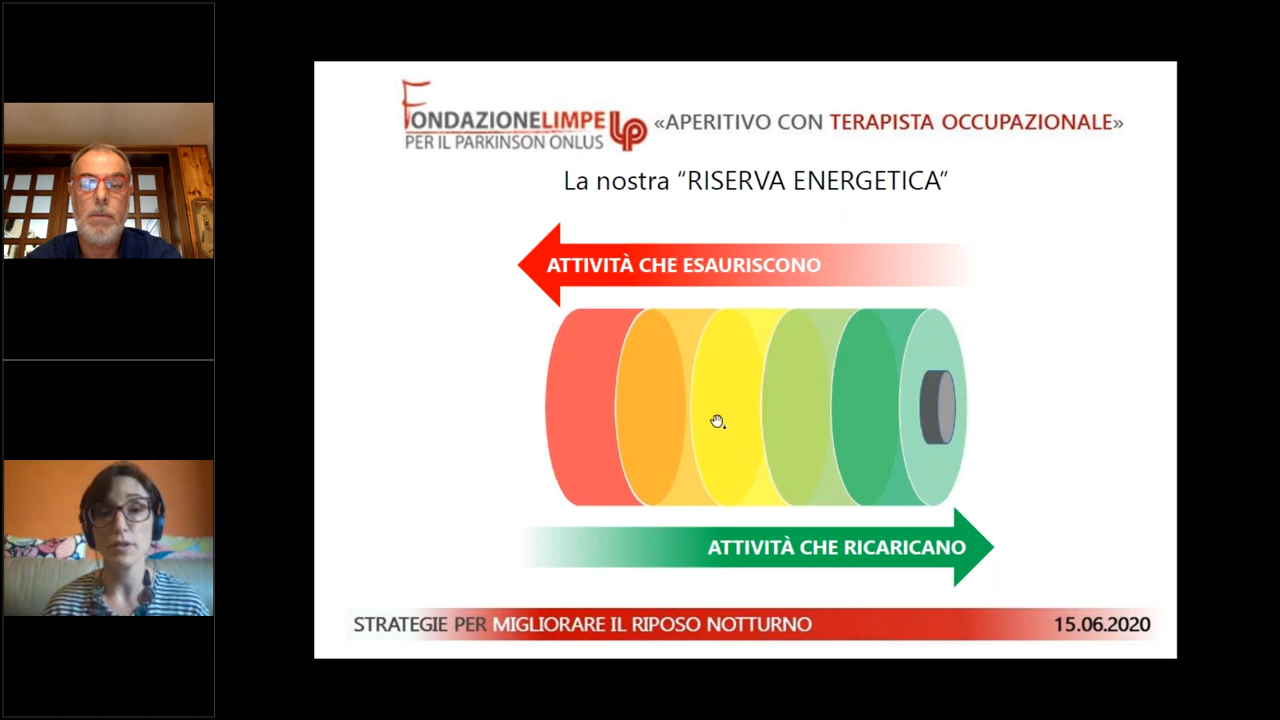 FONDAZIONELIMPE
PER IL PARKINSON ONLUS
«APERITIVO CON TERAPISTA OCCUPAZIONALE»
La nostra “RISERVA ENERGETICA”
ATTIVITÀ CHE ESAURISCONO
ATTIVITÀ CHE RICARICANO
STRATEGIE PER MIGLIORARE IL RIPOSO NOTTURNO
15.06.2020